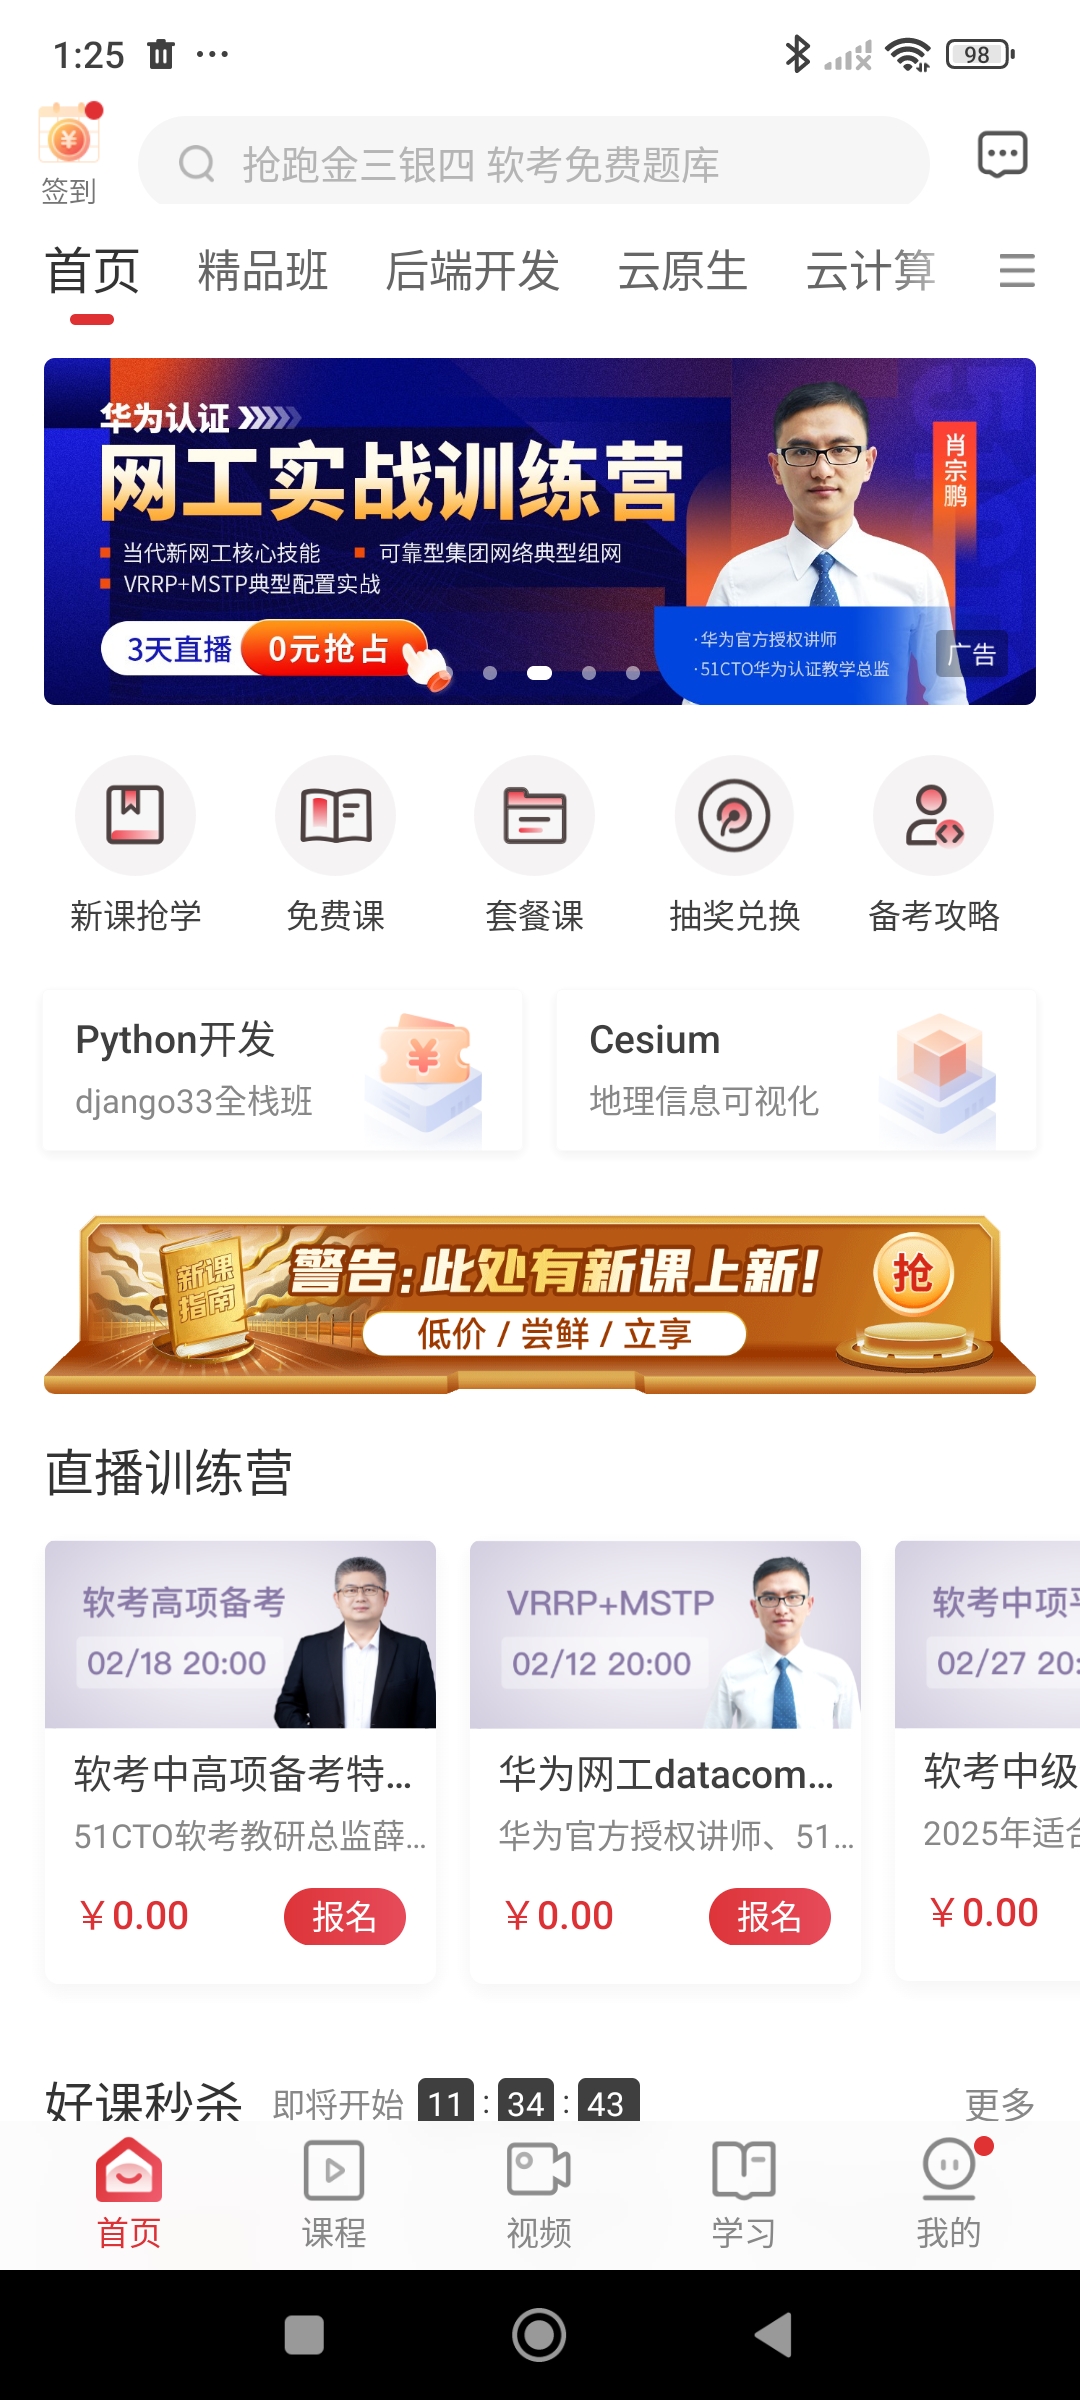 1:25
98
签到
抢跑金三银四 软考免费题库
首页 精品班 后端开发 云原生 云计算
华为认证
网工实战训练营
当代新网工核心技能 可靠型集团网络典型组网
VRRP+MSTP典型配置实战
3天直播 0元抢占
肖宗鹏
·华为官方授权讲师
·51CTO华为认证教学总监
广告
新课抢学 免费课 套餐课 抽奖兑换 备考攻略
Python开发
django33全栈班
Cesium
地理信息可视化
新课指南
警告:此处有新课上新!
低价 / 尝鲜 / 立享
抢
直播训练营
软考高项备考
02/18 20:00
软考中高项备考特...
51CTO软考教研总监薛...
￥0.00 报名
VRRP+MSTP
02/12 20:00
华为网工datacom...
华为官方授权讲师、51...
￥0.00 报名
软考中项
02/27 20:
软考中级
2025年适合
￥0.00
好课秒杀 即将开始 11 : 34 : 43 更多
首页 课程 视频 学习 我的